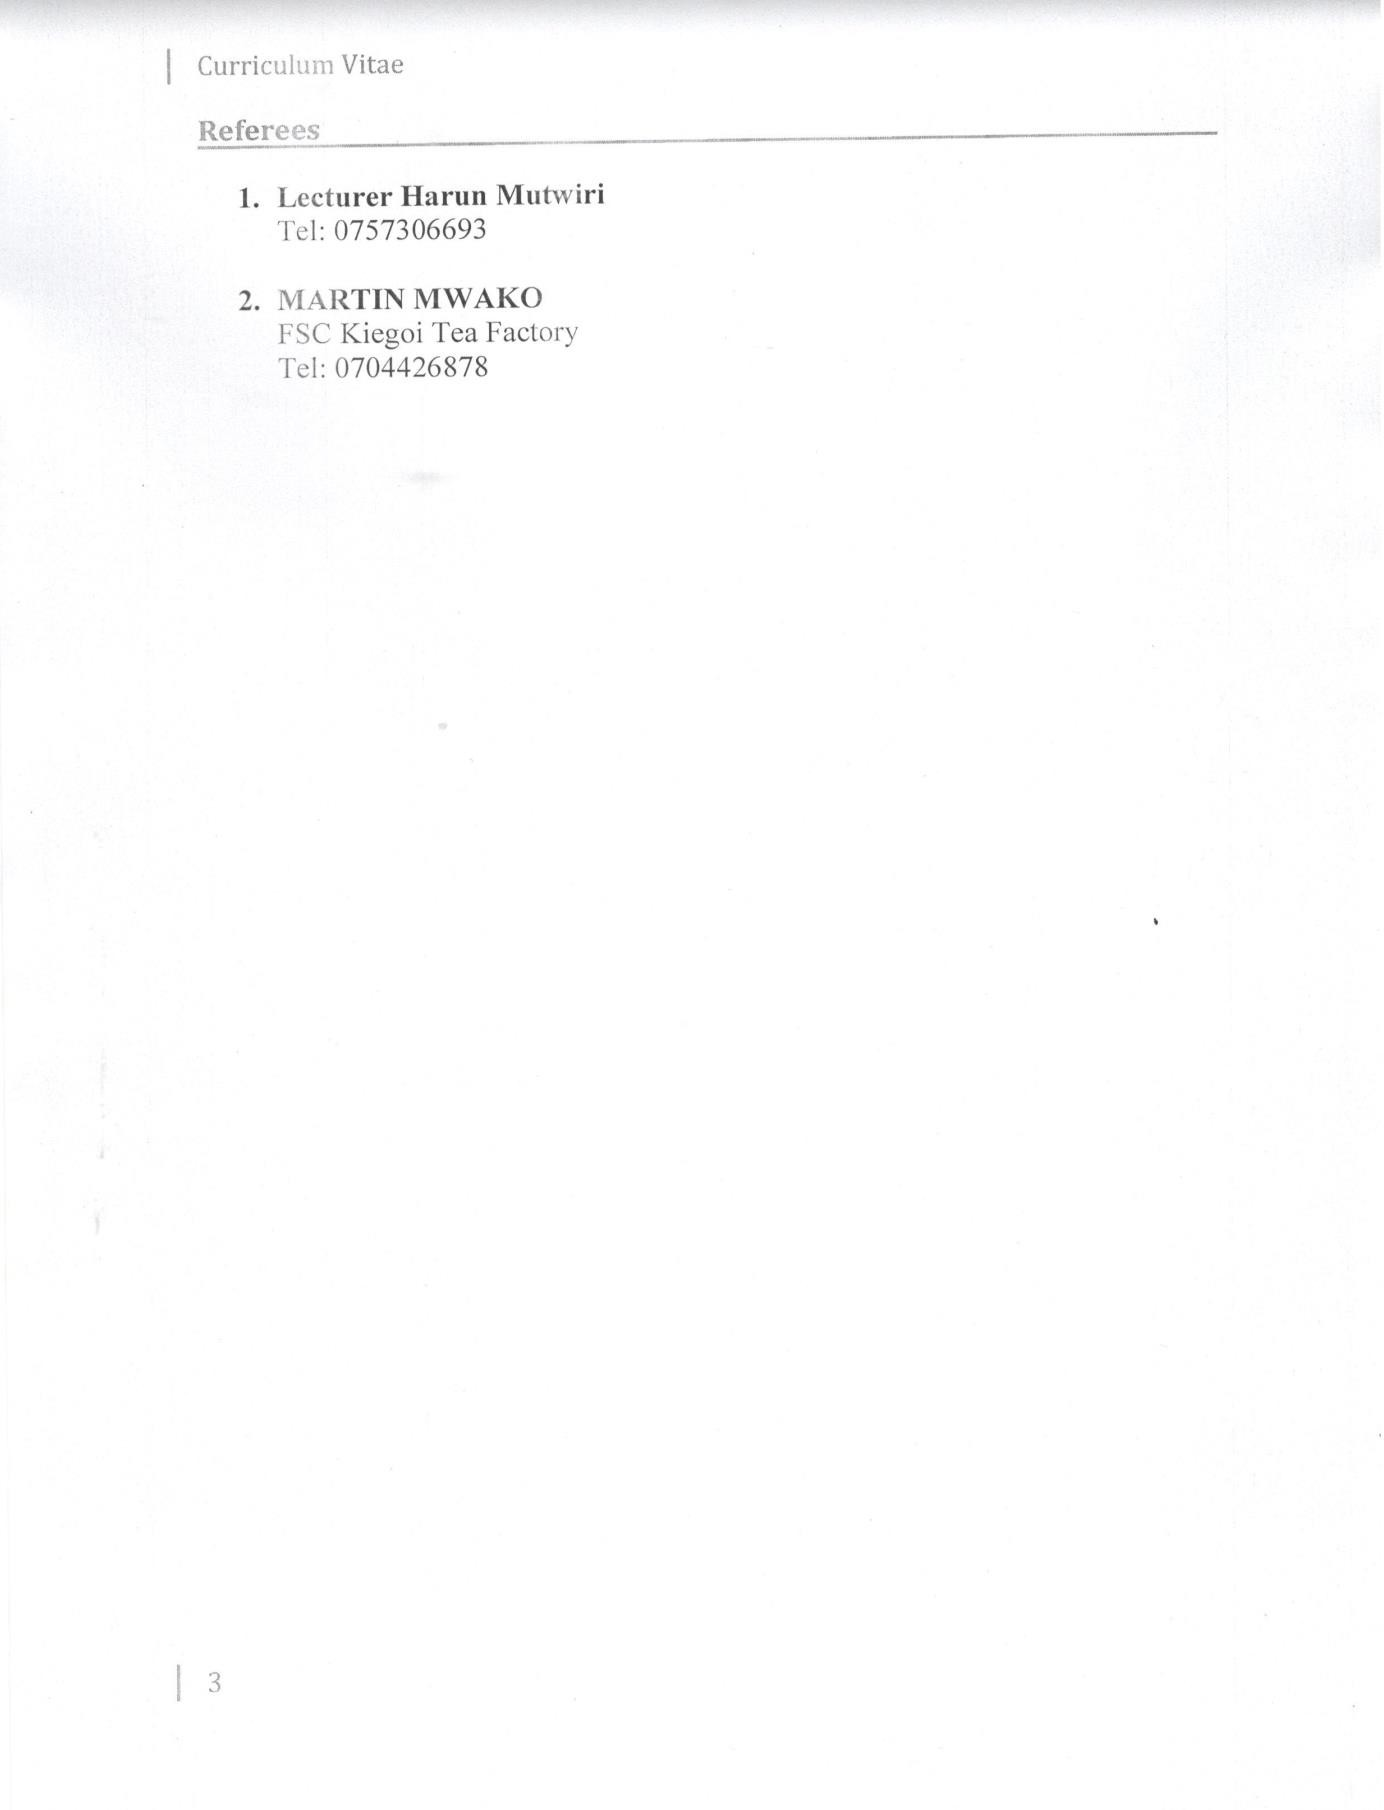 Curriculum Vitae
Referees
1. Lecturer Harun Mutwiri
Tel: 0757306693
2. MARTIN MWAKO
FSC Kiegoi Tea Factory
Tel: 0704426878
3